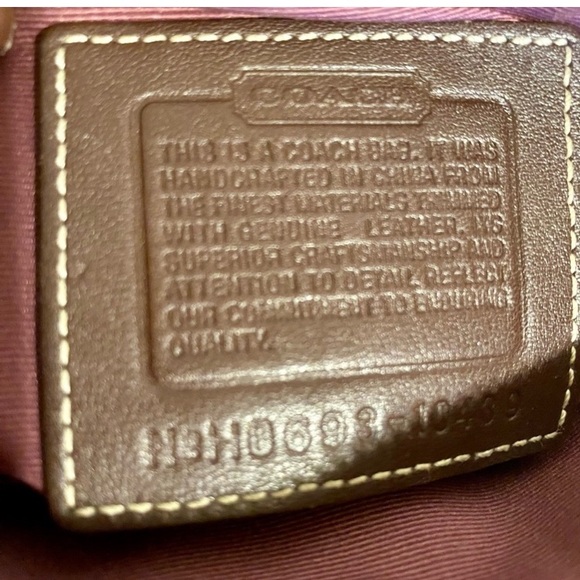 COACH
THIS IS A COACH BAG. IT WAS
HANDCRAFTED IN CHINA FROM
THE FINEST MATERIALS TRIMMED
WITH GENUINE LEATHER. ITS
SUPERIOR CRAFTSMANSHIP AND
ATTENTION TO DETAIL REFLECT
OUR COMMITMENT TO ENDURING
QUALITY.